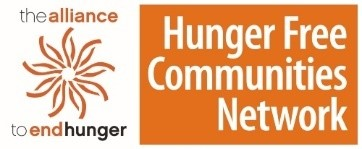 the alliance
to end hunger
Hunger Free
Communities
Network